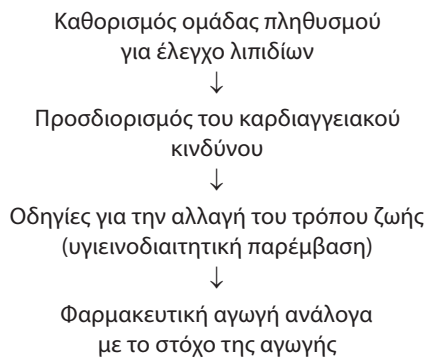 Καθορισμός ομάδας πληθυσμού
για έλεγχο λιπιδίων
↓
Προσδιορισμός του καρδιαγγειακού
κινδύνου
↓
Οδηγίες για την αλλαγή του τρόπου ζωής
(υγιεινοδιαιτητική παρέμβαση)
↓
Φαρμακευτική αγωγή ανάλογα
με το στόχο της αγωγής